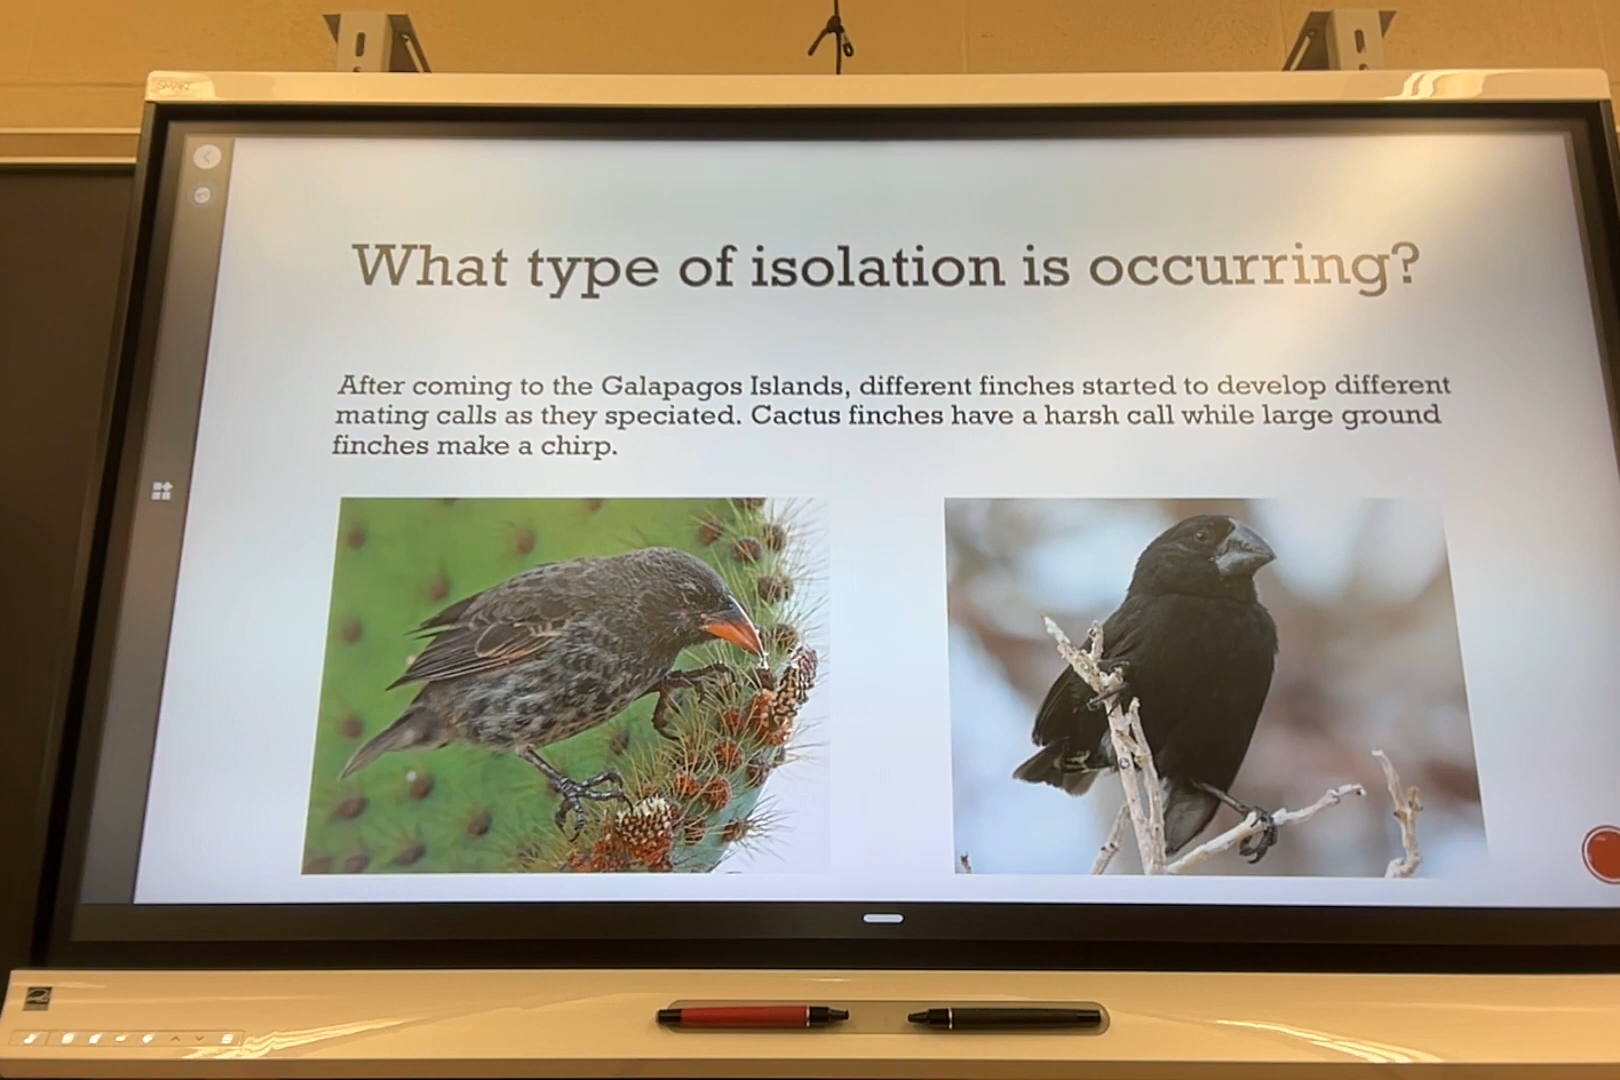 SMART
What type of isolation is occurring?
After coming to the Galapagos Islands, different finches started to develop different
mating calls as they speciated. Cactus finches have a harsh call while large ground
finches make a chirp.